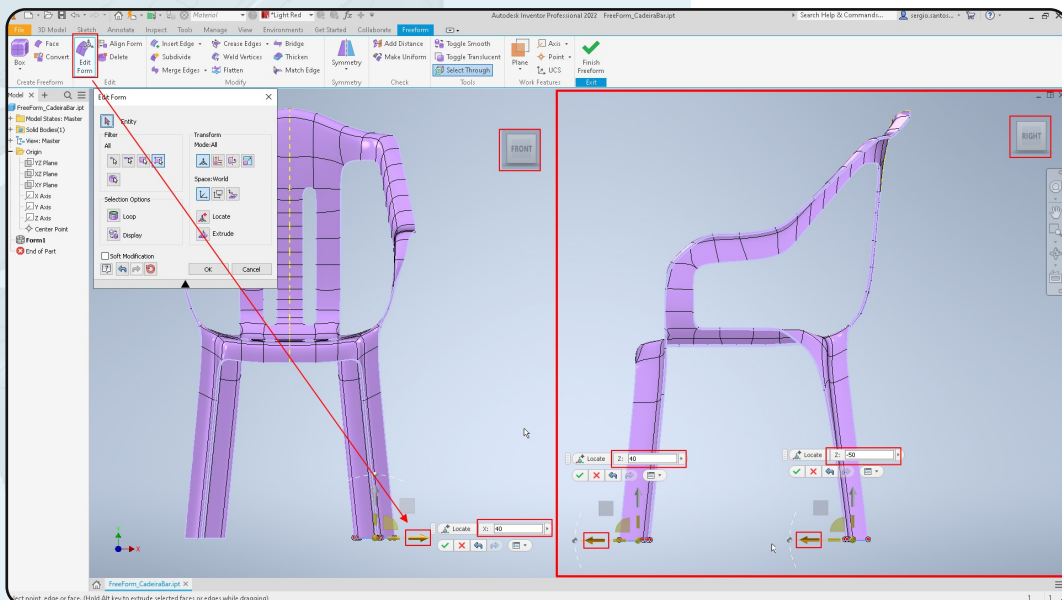 Material
*Light Red
Autodesk Inventor Professional 2022 FreeForm_CadeiraBar.ipt
Search Help & Commands...
sergio.santos...
File 3D Model Sketch Annotate Inspect Tools Manage View Environments Get Started Collaborate Freeform
Box
Face
Convert
Create Freeform
Edit Form
Align Form
Delete
Edit
Insert Edge
Subdivide
Merge Edges
Crease Edges
Weld Vertices
Flatten
Bridge
Thicken
Match Edge
Modify
Symmetry
Symmetry
Add Distance
Make Uniform
Check
Toggle Smooth
Toggle Translucent
Select Through
Tools
Plane
Axis
Point
UCS
Work Features
Finish Freeform
Exit
Model
FreeForm_CadeiraBar.ipt
Model States: Master
Solid Bodies(1)
View: Master
Origin
YZ Plane
XZ Plane
XY Plane
X Axis
Y Axis
Z Axis
Center Point
Form1
End of Part
Edit Form
Entity
Filter
All
Selection Options
Loop
Display
Transform
Mode:All
Space:World
Locate
Extrude
Soft Modification
OK Cancel
FRONT
RIGHT
Locate X: 40
Locate Z: 40
Locate Z: -50
Y
X
FreeForm_CadeiraBar.ipt
Select point, edge or face. (Hold Alt key to extrude selected faces or edges while dragging)
1 1